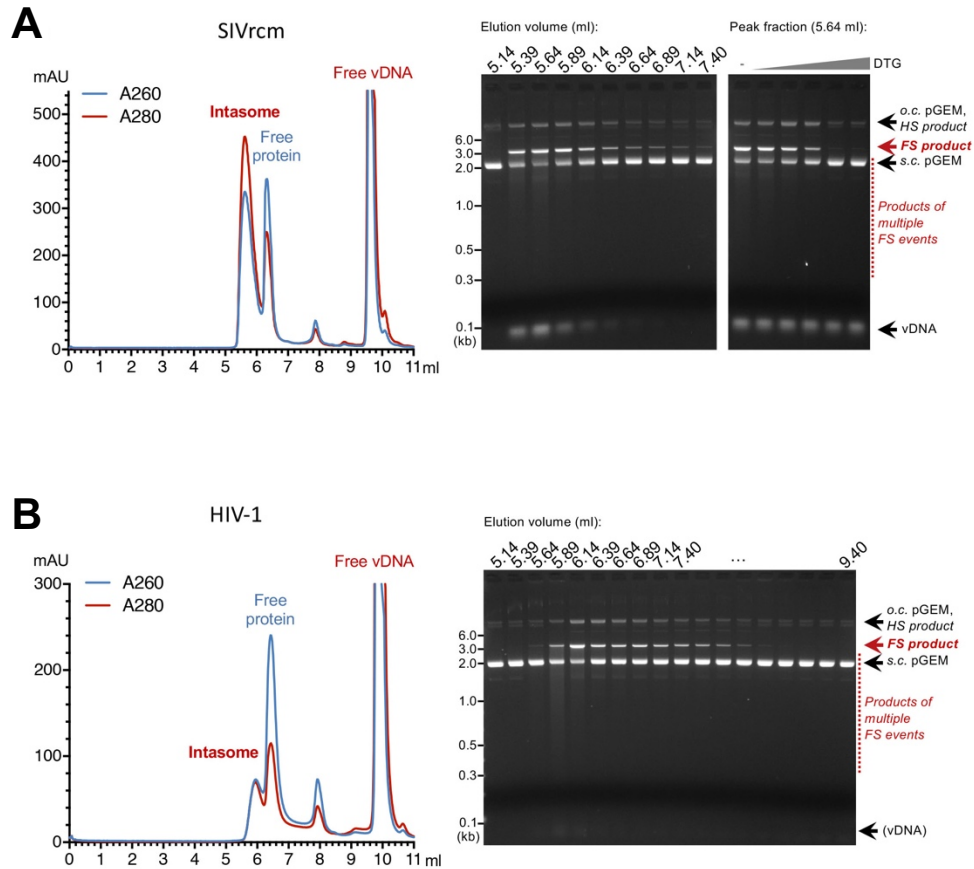 A
SIVrcm
mAU
A260
A280
Free vDNA
Intasome
Free
protein
500
400
300
200
100
0
0 1 2 3 4 5 6 7 8 9 10 11 ml
Elution volume (ml):
5.14 5.39 5.64 5.89 6.14 6.39 6.64 6.89 7.14 7.40
Peak fraction (5.64 ml):
- DTG
6.0
3.0
2.0
1.0
0.5
0.3
0.1
(kb)
o.c. pGEM,
HS product
FS product
s.c. pGEM
Products of
multiple
FS events
vDNA
B
HIV-1
mAU
A260
A280
Free vDNA
Free
protein
Intasome
300
200
100
0
0 1 2 3 4 5 6 7 8 9 10 11 ml
Elution volume (ml):
5.14 5.39 5.64 5.89 6.14 6.39 6.64 6.89 7.14 7.40 ... 9.40
6.0
3.0
2.0
1.0
0.5
0.3
0.1
(kb)
o.c. pGEM,
HS product
FS product
s.c. pGEM
Products of
multiple
FS events
(vDNA)